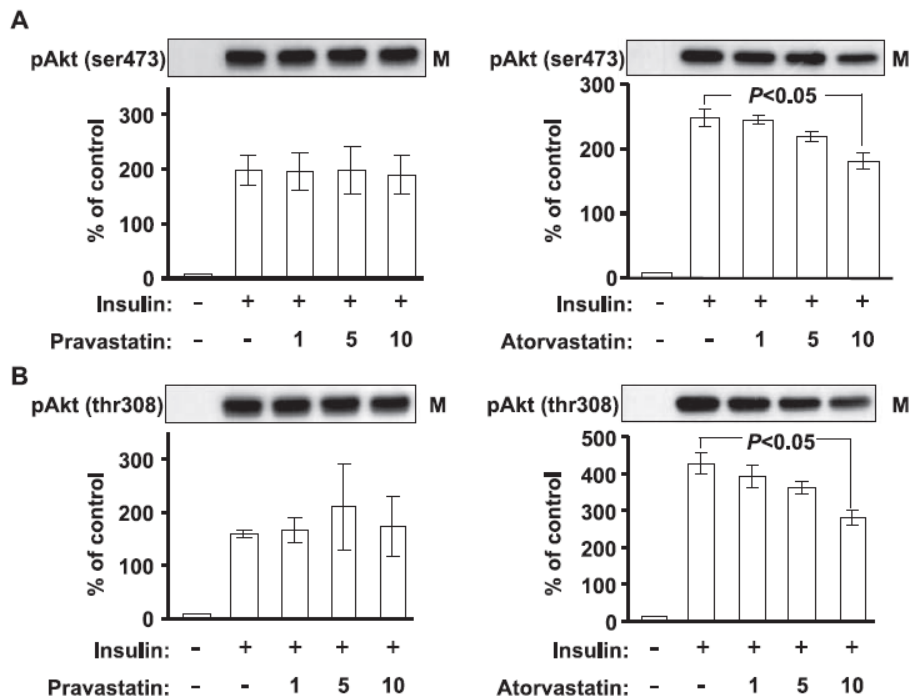 A
pAkt (ser473) M
% of control
300
200
100
0
Insulin: - + + + +
Pravastatin: - - 1 5 10
pAkt (ser473) M
% of control
300
200
100
0
P<0.05
Insulin: - + + + +
Atorvastatin: - - 1 5 10
B
pAkt (thr308) M
% of control
300
200
100
0
Insulin: - + + + +
Pravastatin: - - 1 5 10
pAkt (thr308) M
% of control
500
400
300
400
100
0
P<0.05
Insulin: - + + + +
Atorvastatin: - - 1 5 10